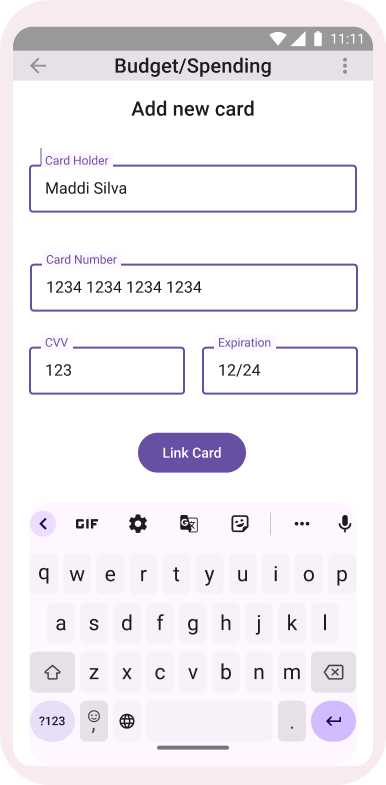 11:11
Budget/Spending
Add new card
Card Holder
Maddi Silva
Card Number
1234 1234 1234 1234
CVV
Expiration
123
12/24
Link Card
GIF
q w e r t y u i o p
a s d f g h j k l
z x c v b n m
?123 , .